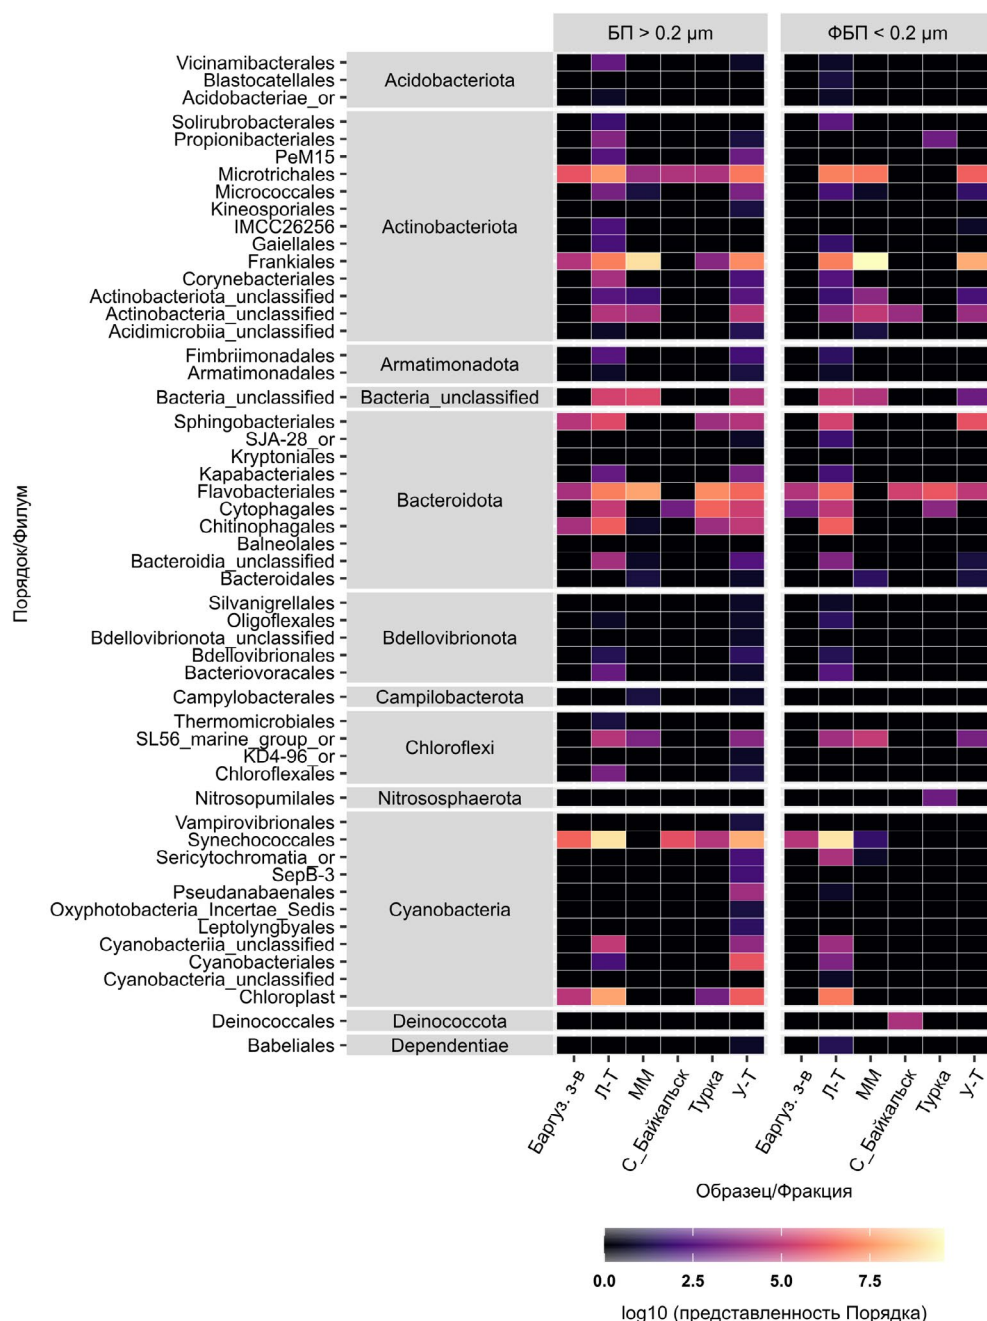 БП > 0.2 µm
ФБП < 0.2 µm
Порядок/Филум
Vicinamibacterales
Blastocatellales
Acidobacteriae_or
Acidobacteriota
Solirubrobacterales
Propionibacteriales
PeM15
Microtrichales
Micrococcales
Kineosporiales
IMCC26256
Gaiellales
Frankiales
Corynebacteriales
Actinobacteriota_unclassified
Actinobacteria_unclassified
Acidimicrobiia_unclassified
Actinobacteriota
Fimbriimonadales
Armatimonadales
Armatimonadota
Bacteria_unclassified
Bacteria_unclassified
Sphingobacteriales
SJA-28_or
Kryptoniales
Kapabacteriales
Flavobacteriales
Cytophagales
Chitinophagales
Balneolales
Bacteroidia_unclassified
Bacteroidales
Bacteroidota
Silvanigrellales
Oligoflexales
Bdellovibrionota_unclassified
Bdellovibrionales
Bacteriovoracales
Bdellovibrionota
Campylobacterales
Campilobacterota
Thermomicrobiales
SL56_marine_group_or
KD4-96_or
Chloroflexales
Chloroflexi
Nitrosopumilales
Nitrososphaerota
Vampirovibrionales
Synechococcales
Sericytochromatia_or
SepB-3
Pseudanabaenales
Oxyphotobacteria_Incertae_Sedis
Leptolyngbyales
Cyanobacteriia_unclassified
Cyanobacteriales
Cyanobacteria_unclassified
Chloroplast
Cyanobacteria
Deinococcales
Deinococcota
Babeliales
Dependentiae
Баргуз. з-в
Л-Т
ММ
С_Байкальск
Турка
У-Т
Баргуз. з-в
Л-Т
ММ
С_Байкальск
Турка
У-Т
Образец/Фракция
0.0 2.5 5.0 7.5
log10 (представленность Порядка)